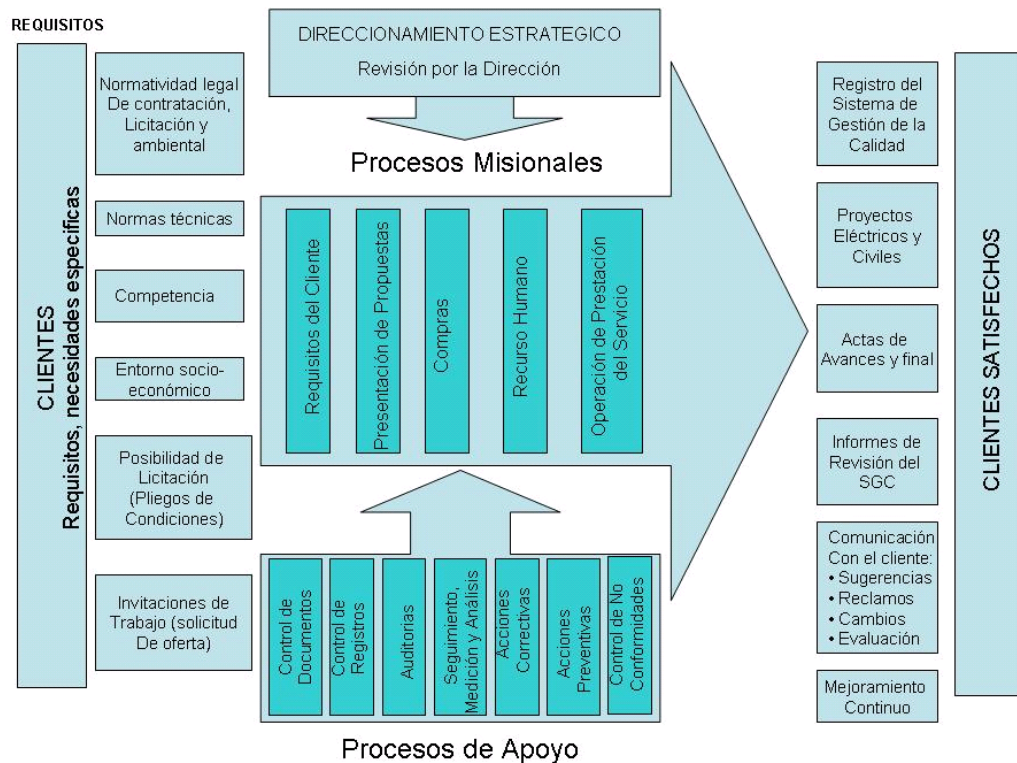 REQUISITOS
CLIENTES
Requisitos, necesidades específicas
Normatividad legal
De contratación,
Licitación y
ambiental
Normas técnicas
Competencia
Entorno socio-
económico
Posibilidad de
Licitación
(Pliegos de
Condiciones)
Invitaciones de
Trabajo (solicitud
De oferta)
DIRECCIONAMIENTO ESTRATEGICO
Revisión por la Dirección
Procesos Misionales
Requisitos del Cliente
Presentación de Propuestas
Compras
Recurso Humano
Operación de Prestación
del Servicio
Control de
Documentos
Control de
Registros
Auditorias
Seguimiento,
Medición y Análisis
Acciones
Correctivas
Acciones
Preventivas
Control de No
Conformidades
Procesos de Apoyo
Registro del
Sistema de
Gestión de la
Calidad
Proyectos
Eléctricos y
Civiles
Actas de
Avances y final
Informes de
Revisión del
SGC
Comunicación
Con el cliente:
• Sugerencias
• Reclamos
• Cambios
• Evaluación
Mejoramiento
Continuo
CLIENTES SATISFECHOS